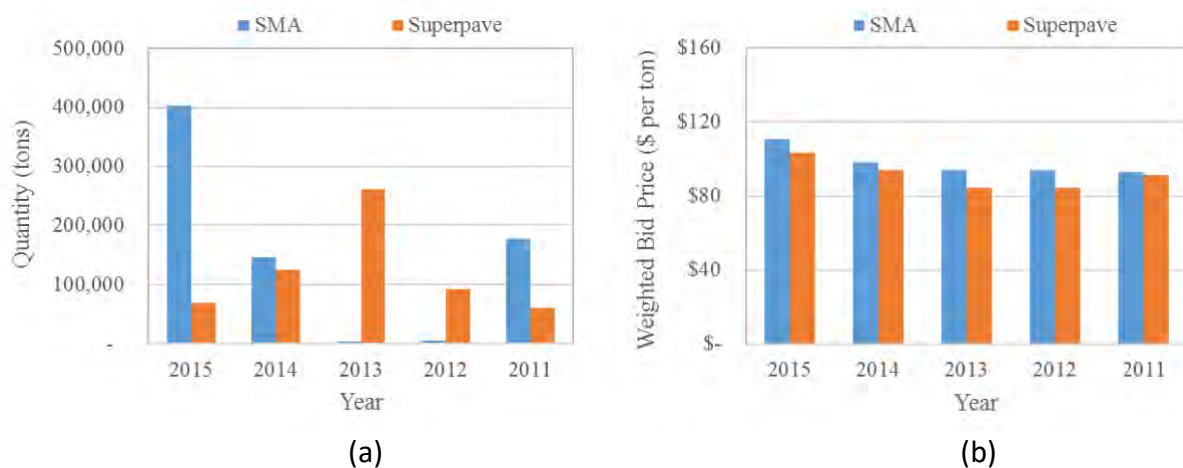 SMA Superpave
500,000
400,000
300,000
200,000
100,000
-
Quantity (tons)
2015 2014 2013 2012 2011
Year
(a)
SMA Superpave
$160
$120
$80
$40
$-
Weighted Bid Price ($ per ton)
2015 2014 2013 2012 2011
Year
(b)